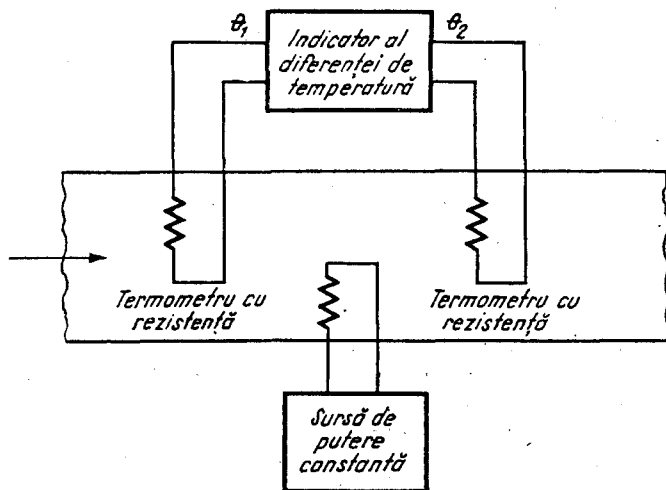 θ1
Indicator al
diferenței de
temperatură
θ2
Termometru cu
rezistență
Termometru cu
rezistență
Sursă de
putere
constantă